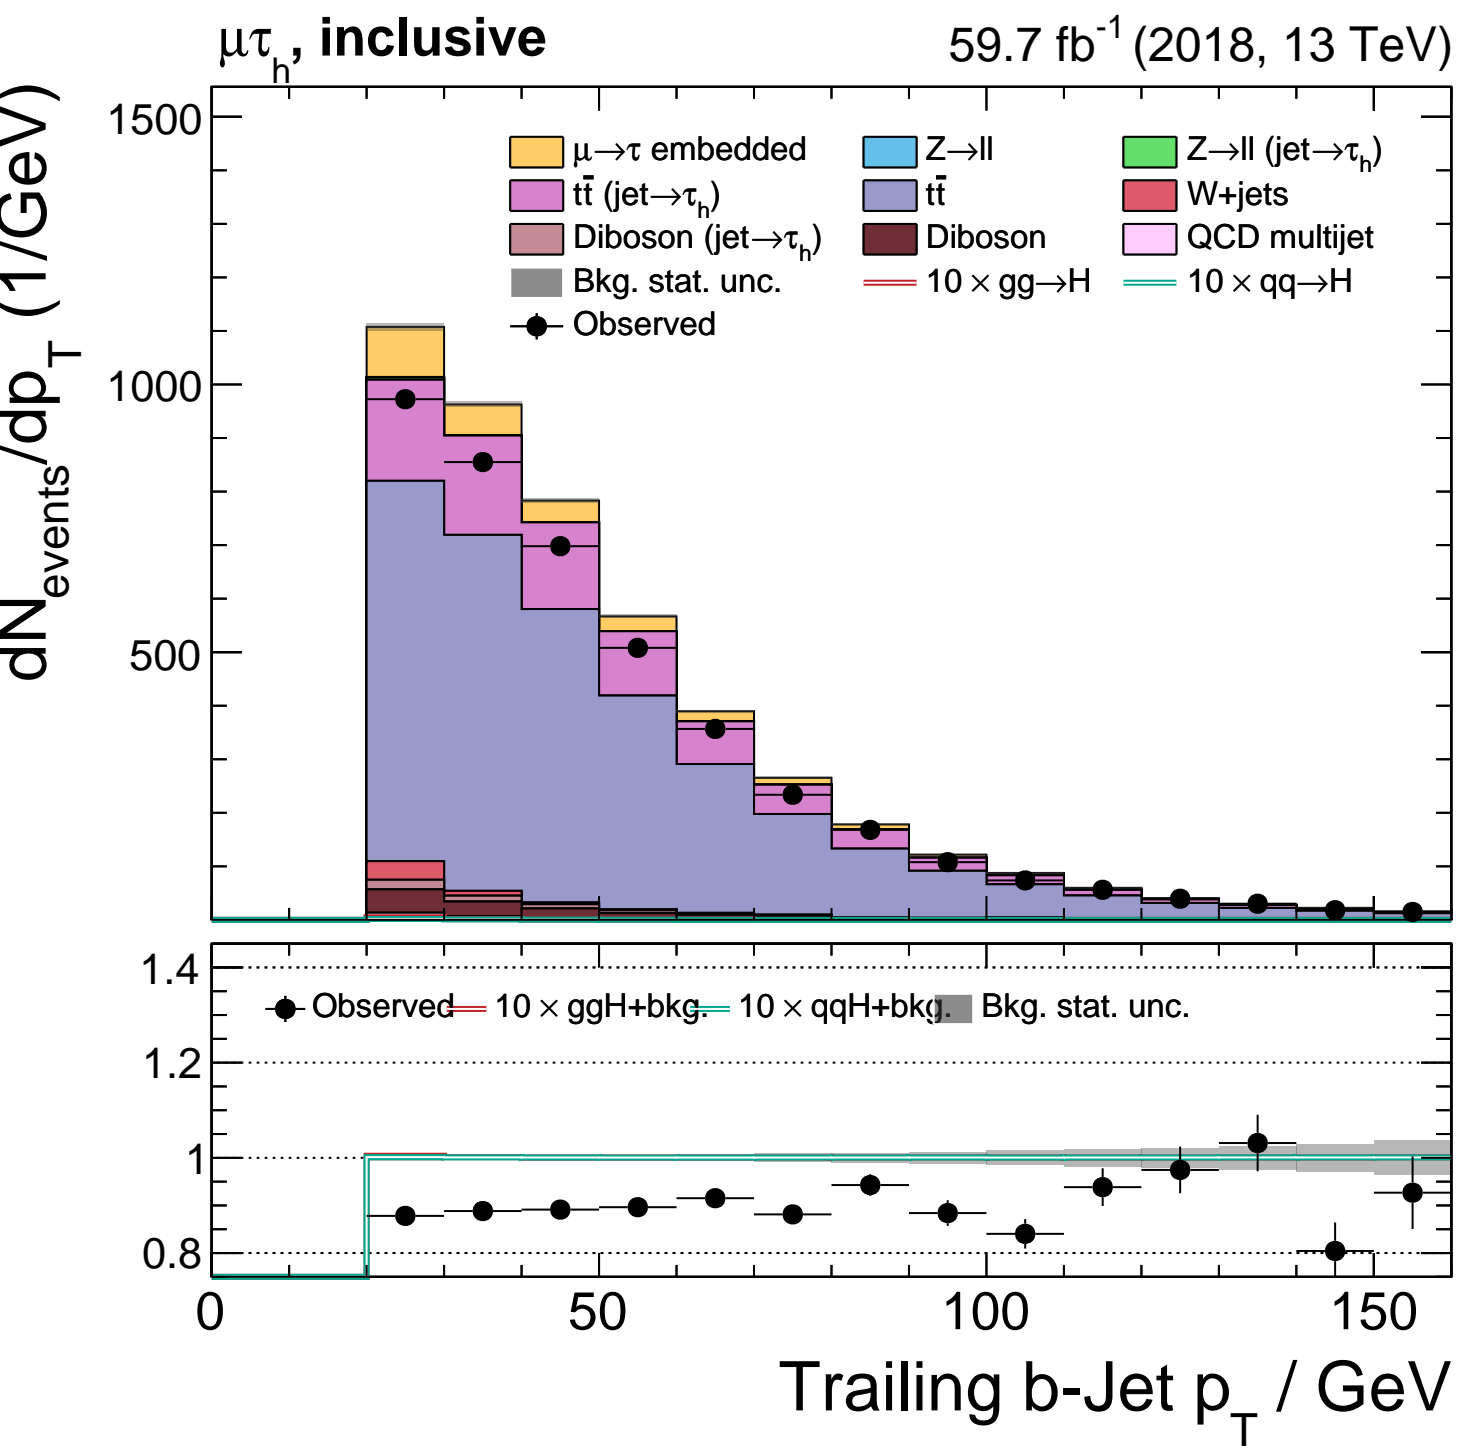 μτh, inclusive
59.7 fb-1 (2018, 13 TeV)
dNevents/dpT (1/GeV)
1500
1000
500
μ→τ embedded
Z→ll
Z→ll (jet→τh)
tt̄ (jet→τh)
tt̄
W+jets
Diboson (jet→τh)
Diboson
QCD multijet
Bkg. stat. unc.
10 × gg→H
10 × qq→H
Observed
1.4
1.2
1
0.8
Observed
10 × ggH+bkg.
10 × qqH+bkg.
Bkg. stat. unc.
0
50
100
150
Trailing b-Jet pT / GeV